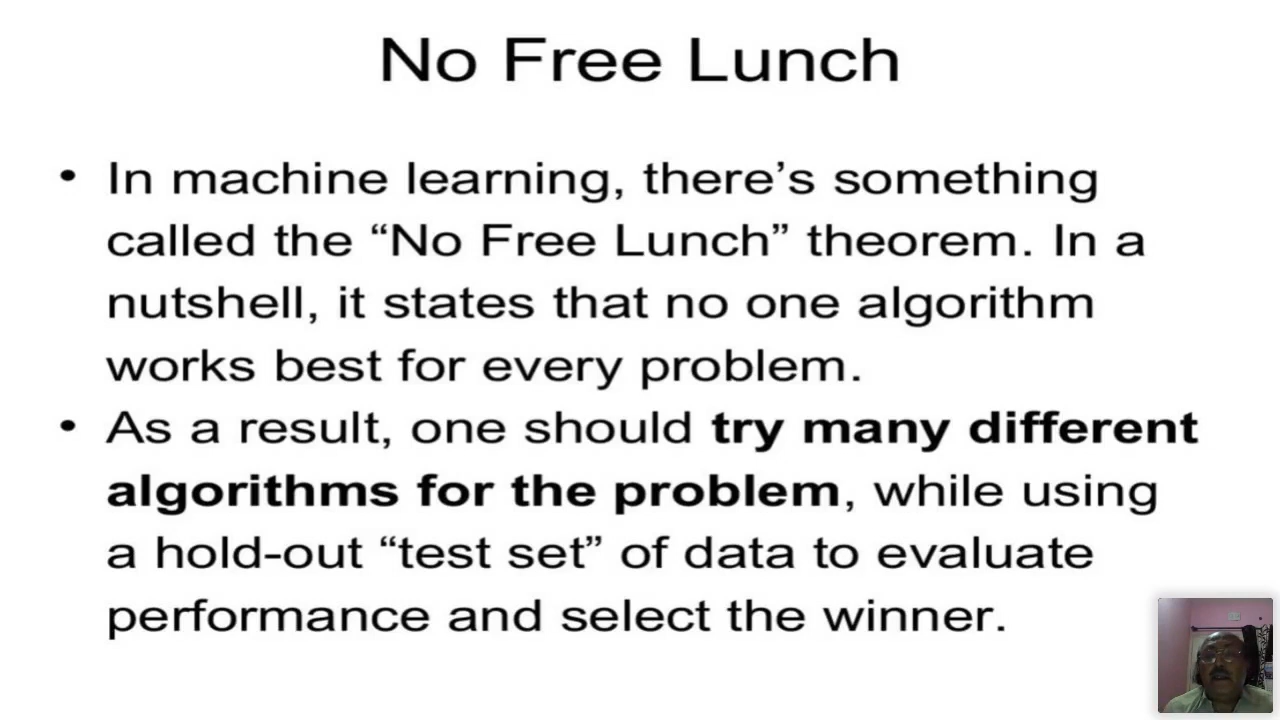 No Free Lunch
• In machine learning, there’s something
called the “No Free Lunch” theorem. In a
nutshell, it states that no one algorithm
works best for every problem.
• As a result, one should try many different
algorithms for the problem, while using
a hold-out “test set” of data to evaluate
performance and select the winner.